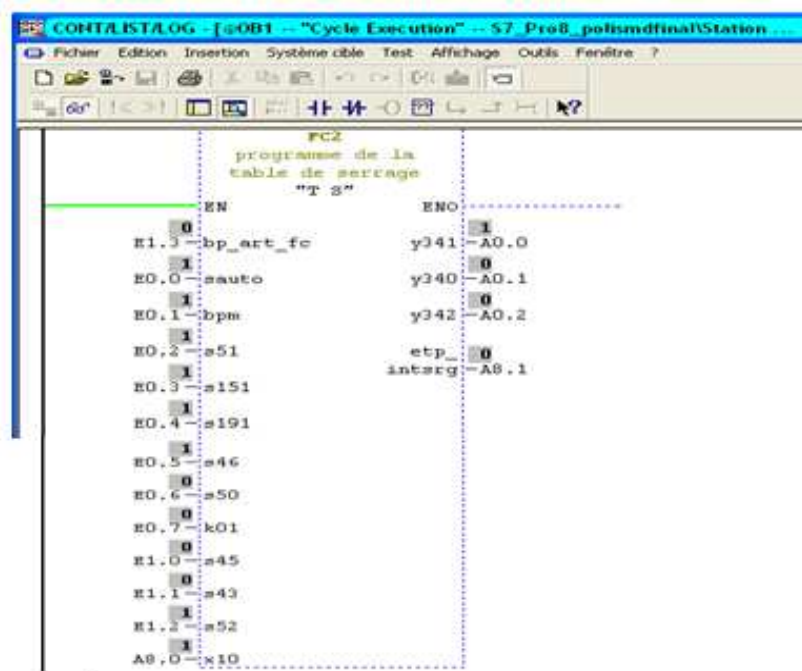 CONT/LIST/LOG - [OB1 -- "Cycle Execution" -- S7_Pro8_polismdfinal\Station ...
Fichier Edition Insertion Système cible Test Affichage Outils Fenêtre ?
FC2
programme de la
table de serrage
"T S"
EN ENO
0 1
E1.3 bp_art_fc y341 A0.0
1 0
E0.0 sauto y340 A0.1
1 0
E0.1 bpm y342 A0.2
1
E0.2 s51 etp_ 0
1 intsrg A8.1
E0.3 s151
1
E0.4 s191
1
E0.5 s46
0
E0.6 s50
0
E0.7 k01
0
E1.0 s45
0
E1.1 s43
1
E1.2 s52
1
A8.0 x10